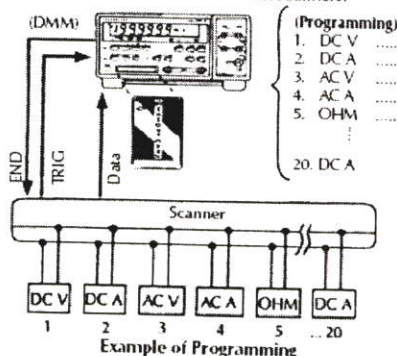 (DMM)
1999999
(Programming)
1. DC V .....
2. DC A .....
3. AC V .....
4. AC A .....
5. OHM .....
⋮
20. DC A
END
TRIG
Data
Scanner
DC V DC A AC V AC A OHM DC A
1 2 3 4 5 ...20
Example of Programming